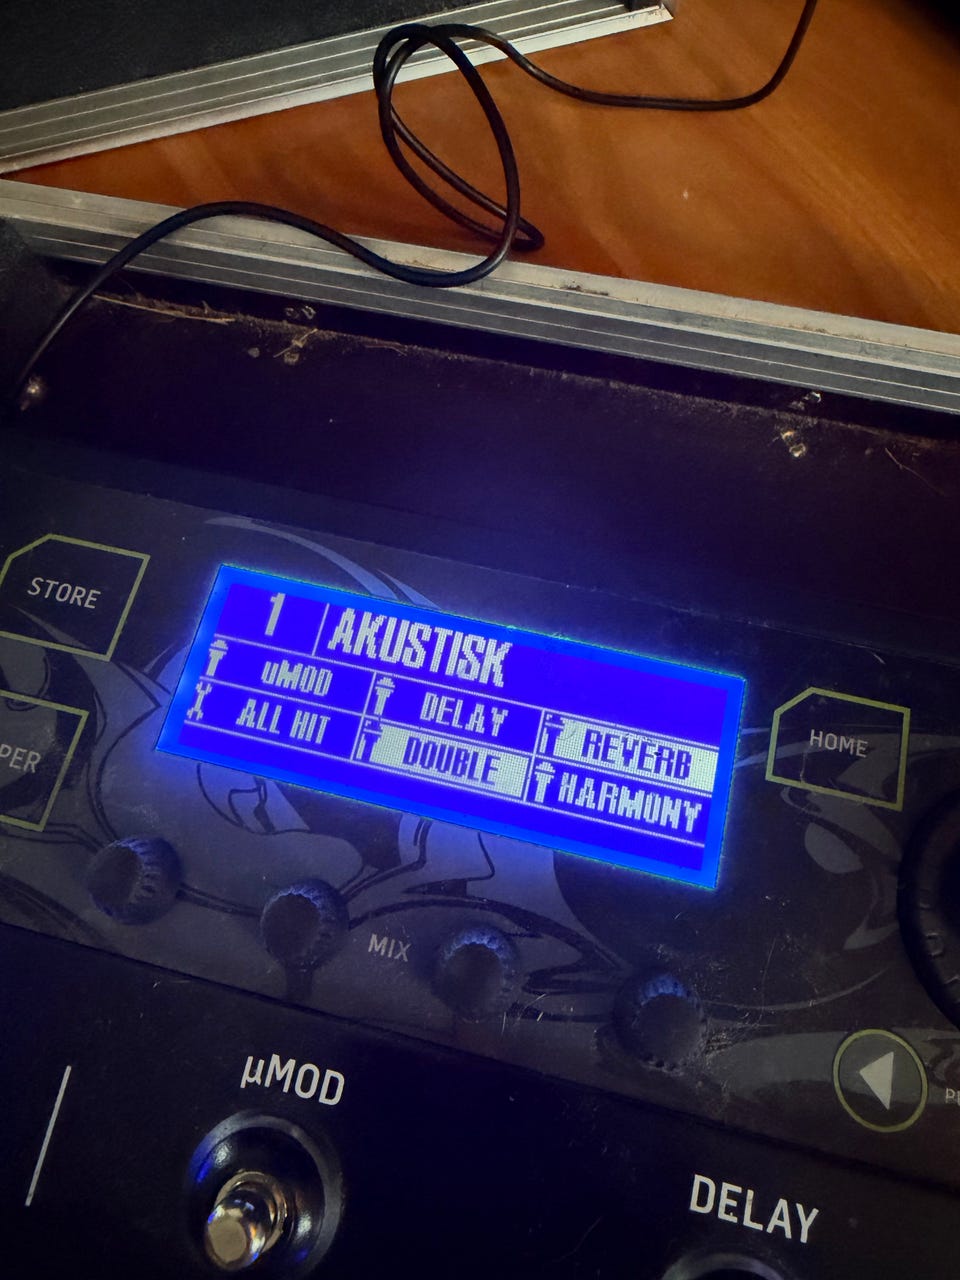 STORE
1 AKUSTISK
uMOD DELAY REVERB
ALL HIT DOUBLE HARMONY
HOME
PER
MIX
µMOD
DELAY